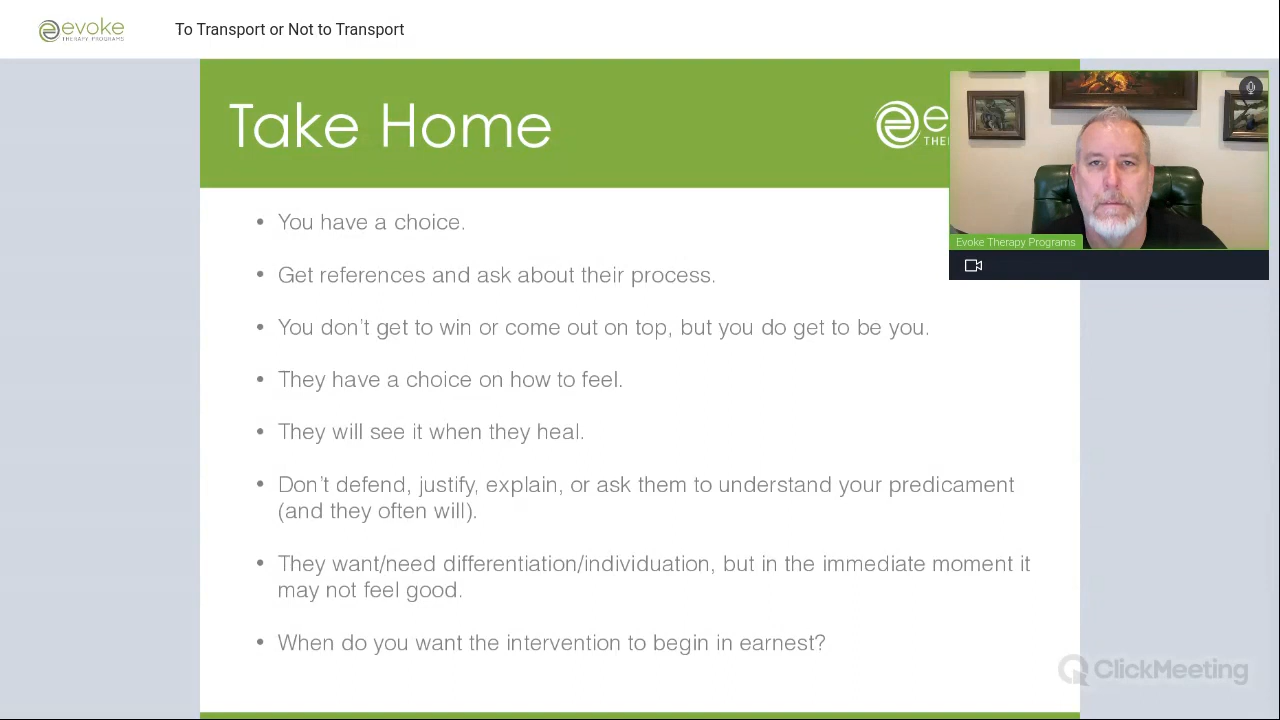 evoke
THERAPY PROGRAMS
To Transport or Not to Transport
Take Home
e
THE
Evoke Therapy Programs
• You have a choice.
• Get references and ask about their process.
• You don't get to win or come out on top, but you do get to be you.
• They have a choice on how to feel.
• They will see it when they heal.
• Don't defend, justify, explain, or ask them to understand your predicament
(and they often will).
• They want/need differentiation/individuation, but in the immediate moment it
may not feel good.
• When do you want the intervention to begin in earnest?
ClickMeeting